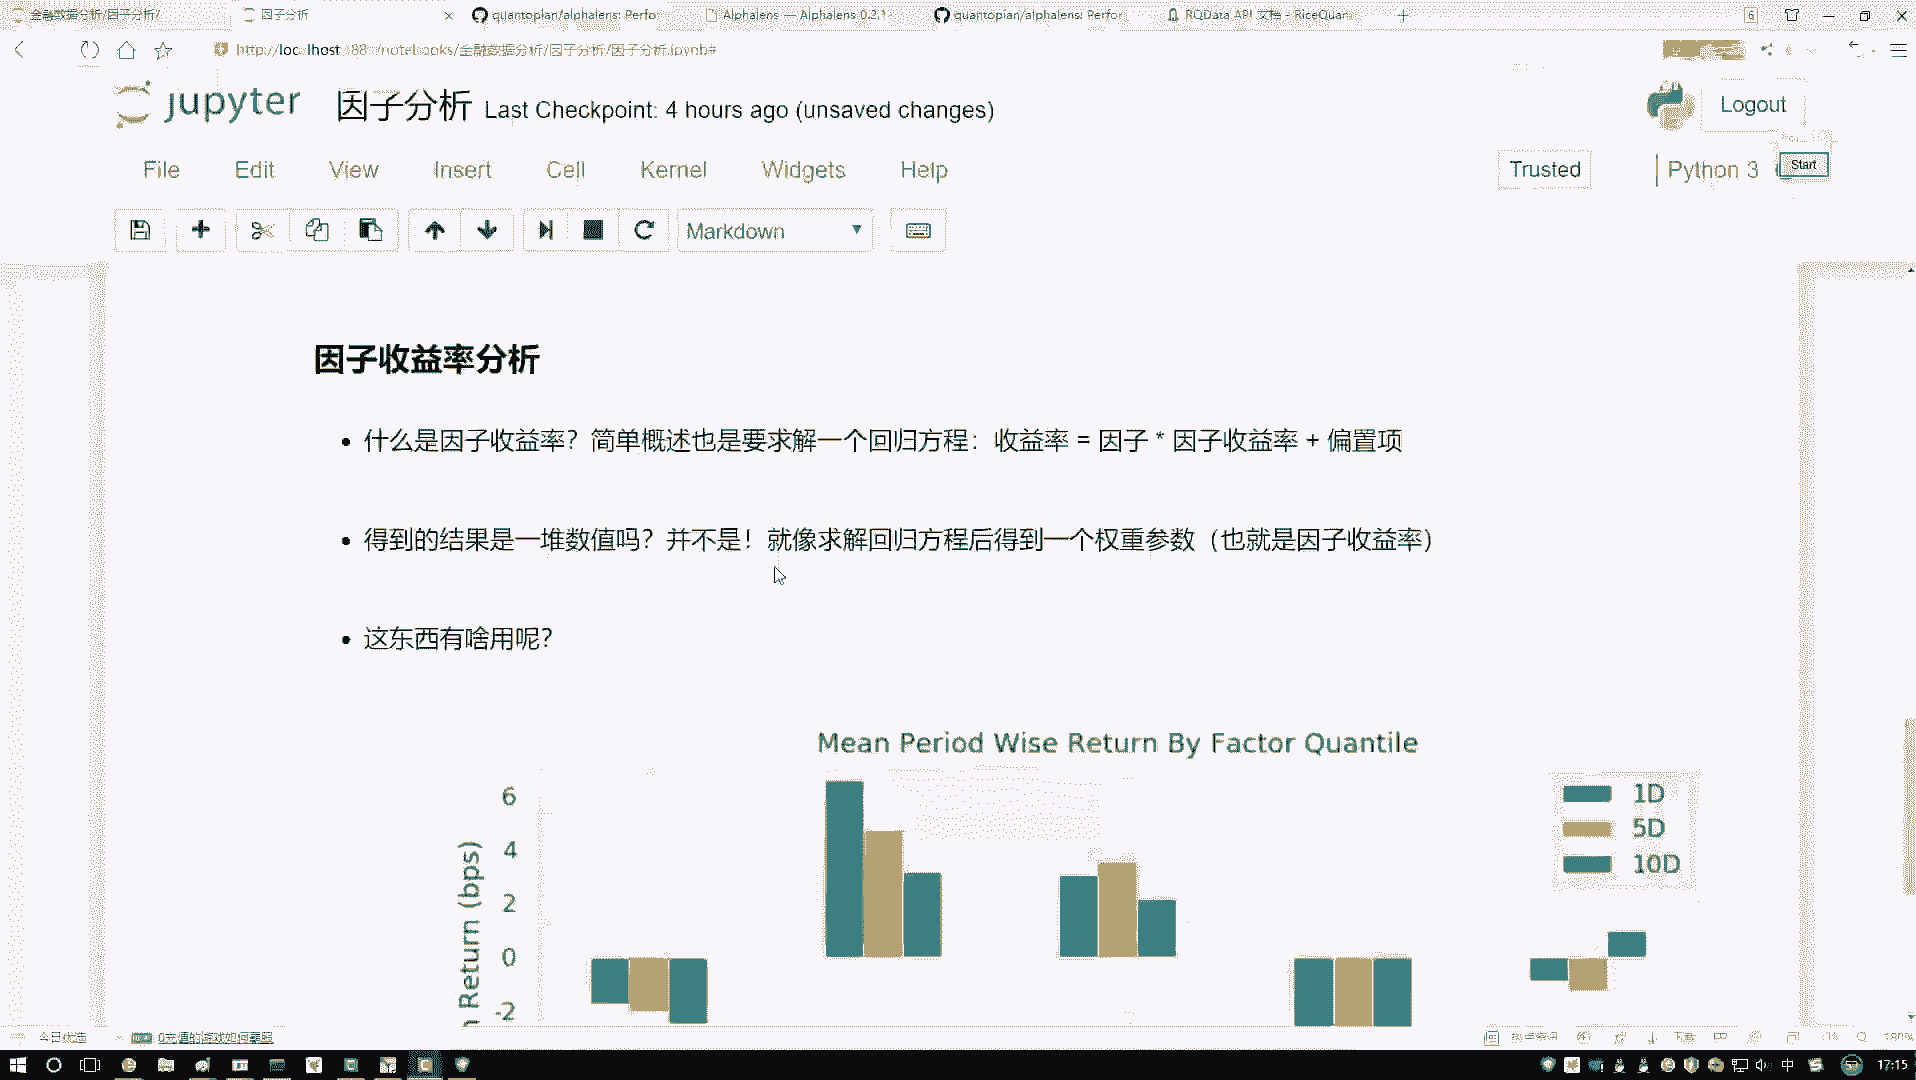 金融数据分析/因子分析/
因子分析
quantopian/alphalens: Perfo
Alphalens — Alphalens 0.2.1
quantopian/alphalens: Perfor
RQData API 文档 - RiceQuan
6
notebooks/金融数据分析/因子分析/因子分析.ipynb#
jupyter
因子分析 Last Checkpoint: 4 hours ago (unsaved changes)
Logout
File Edit View Insert Cell Kernel Widgets Help
Trusted
Python 3
Start
Markdown
因子收益率分析
什么是因子收益率？简单概述也是要求解一个回归方程：收益率 = 因子 * 因子收益率 + 偏置项
得到的结果是一堆数值吗？并不是！就像求解回归方程后得到一个权重参数（也就是因子收益率）
这东西有啥用呢？
Mean Period Wise Return By Factor Quantile
Return (bps)
6
4
2
0
-2
1D
5D
10D
今日优选
下载
中
17:15